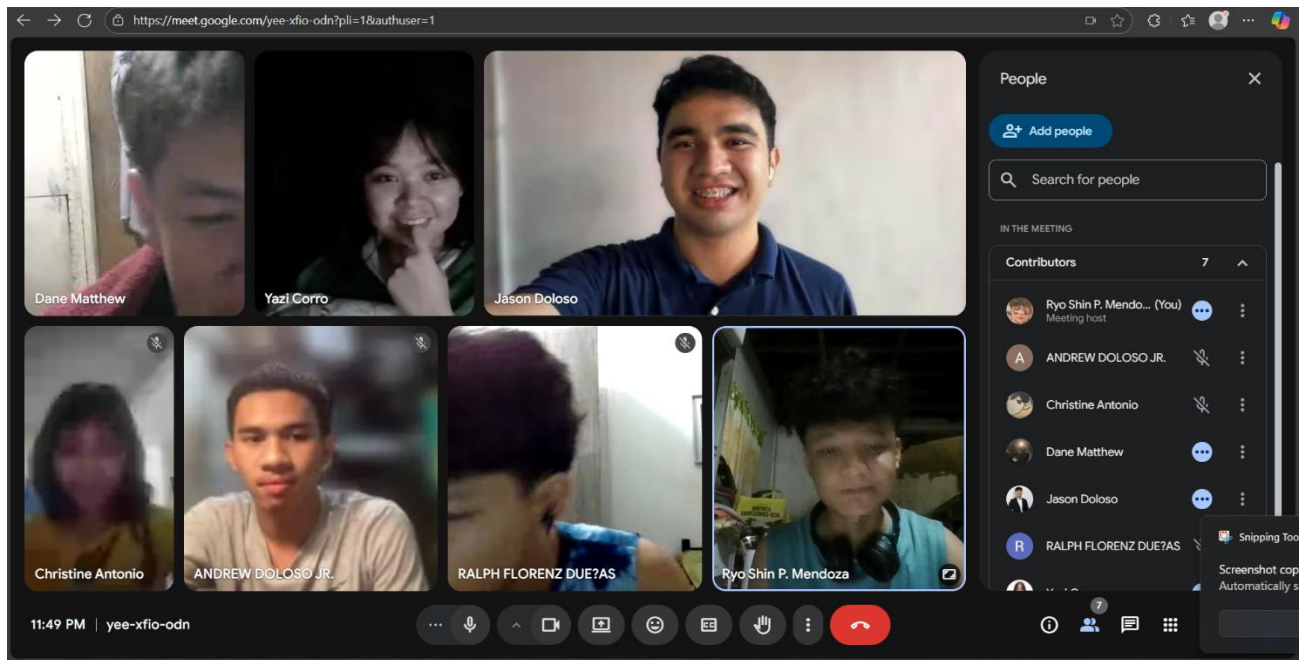 https://meet.google.com/yee-xfio-odn?pli=1&authuser=1
Dane Matthew
Yazi Corro
Jason Doloso
Christine Antonio
ANDREW DOLOSO JR.
RALPH FLORENZ DUE?AS
Ryo Shin P. Mendoza
People
Add people
Search for people
IN THE MEETING
Contributors 7
Ryo Shin P. Mendo... (You)
Meeting host
A ANDREW DOLOSO JR.
Christine Antonio
Dane Matthew
Jason Doloso
R RALPH FLORENZ DUE?AS
Snipping Too
Screenshot cop
Automatically s
11:49 PM | yee-xfio-odn
7